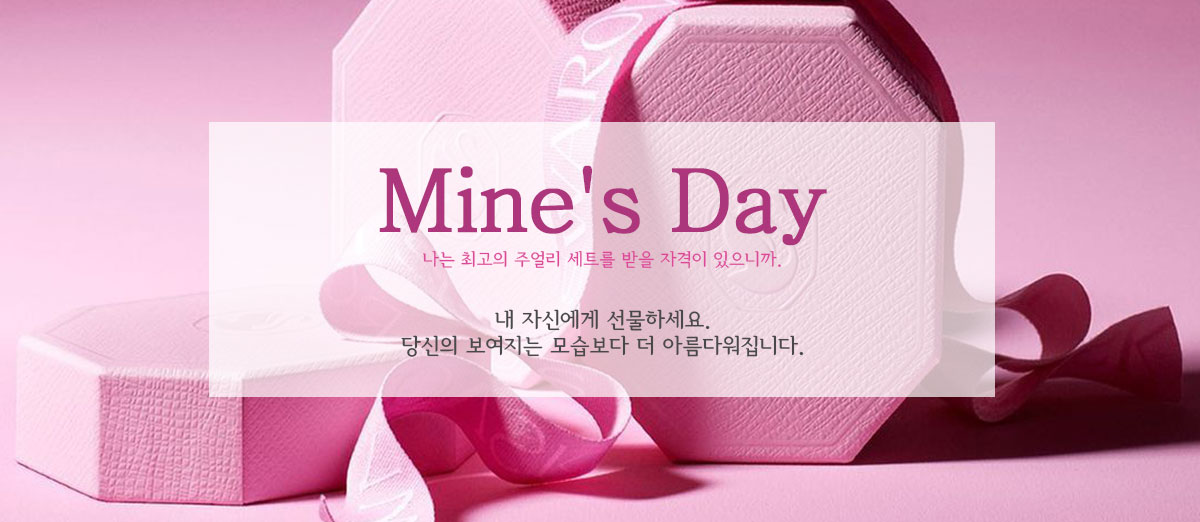 VARO
Mine's Day
나는 최고의 주얼리 세트를 받을 자격이 있으니까.
내 자신에게 선물하세요.
당신의 보여지는 모습보다 더 아름다워집니다.